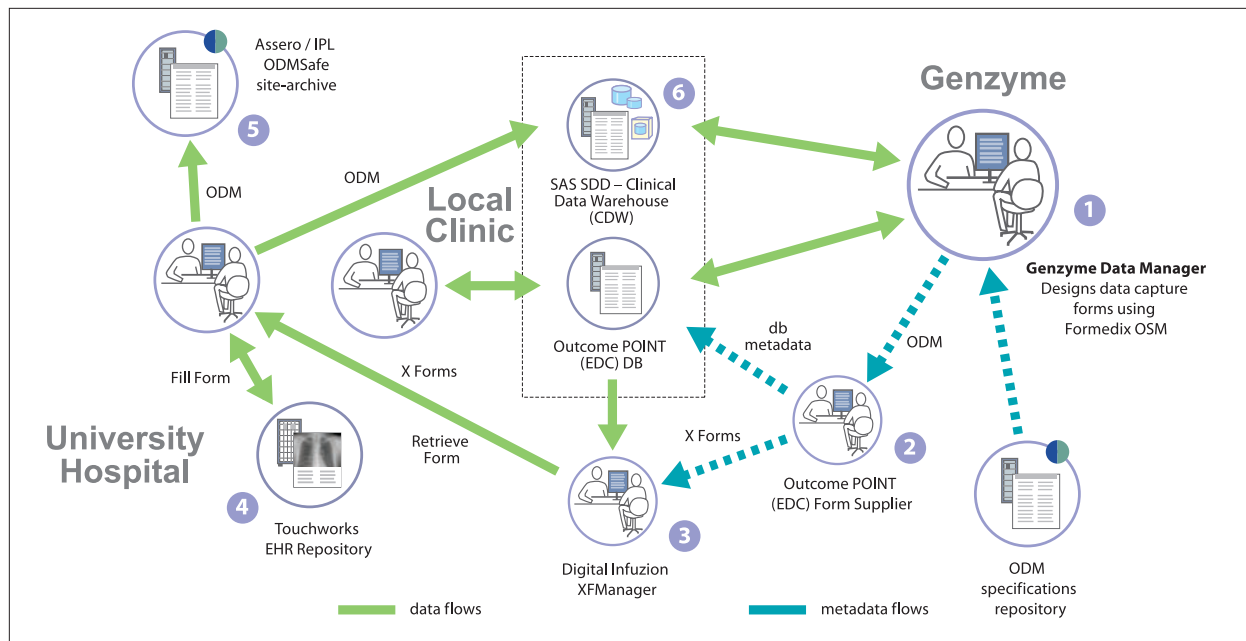 Assero / IPL
ODMSafe
site-archive
5
6
Genzyme
ODM
ODM
SAS SDD – Clinical
Data Warehouse
(CDW)
Local
Clinic
1
Genzyme Data Manager
Designs data capture
forms using
Formedix OSM
db
metadata
ODM
Outcome POINT
(EDC) DB
Fill Form
X Forms
University
Hospital
Retrieve
Form
X Forms
2
Outcome POINT
(EDC) Form Supplier
4
Touchworks
EHR Repository
3
Digital Infuzion
XFManager
ODM
specifications
repository
data flows
metadata flows